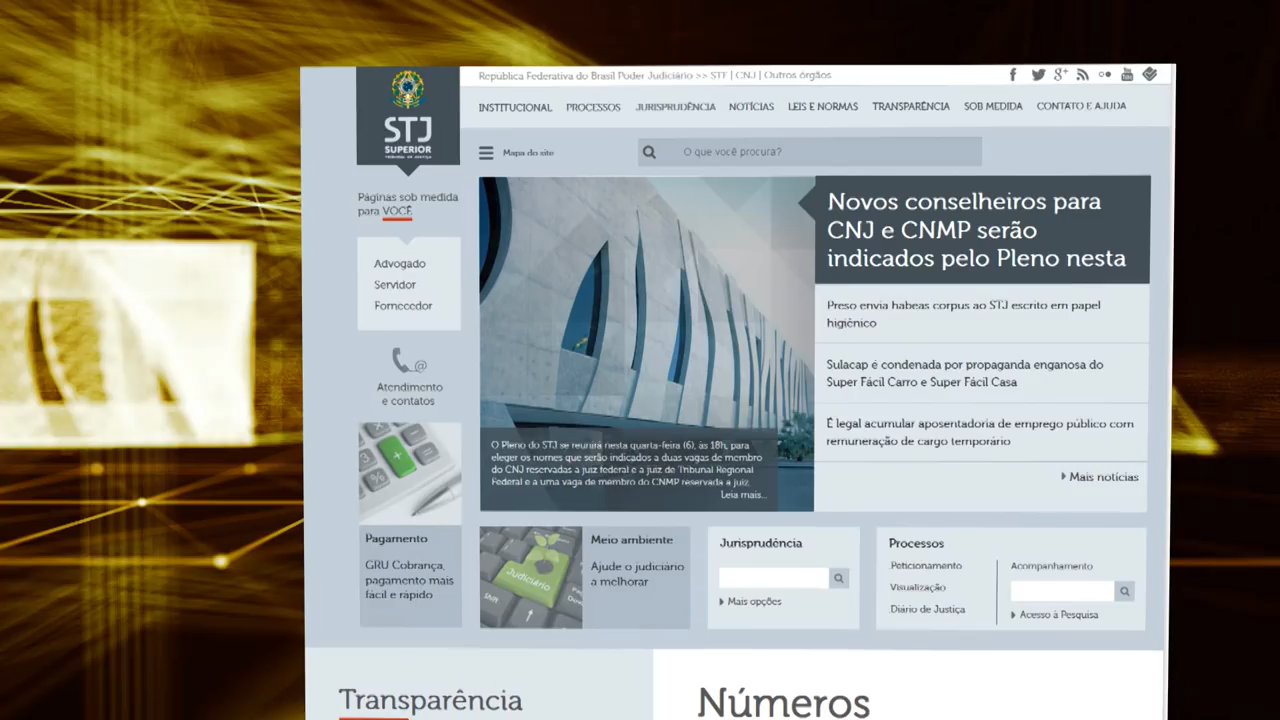 República Federativa do Brasil Poder Judiciário >> STF | CNJ | Outros órgãos
INSTITUCIONAL PROCESSOS JURISPRUDÊNCIA NOTÍCIAS LEIS E NORMAS TRANSPARÊNCIA SOB MEDIDA CONTATO E AJUDA
STJ
SUPERIOR
TRIBUNAL DE JUSTIÇA
Mapa do site
O que você procura?
Páginas sob medida
para VOCÊ
Advogado
Servidor
Fornecedor
Atendimento
e contatos
Pagamento
GRU Cobrança,
pagamento mais
fácil e rápido
Novos conselheiros para
CNJ e CNMP serão
indicados pelo Pleno nesta
O Pleno do STJ se reunirá nesta quarta-feira (6), às 18h, para
eleger os nomes que serão indicados a duas vagas de membro
do CNJ reservadas a juiz federal e a juiz de Tribunal Regional
Federal e a uma vaga de membro do CNMP reservada a juiz.
Leia mais...
Preso envia habeas corpus ao STJ escrito em papel
higiênico
Sulacap é condenada por propaganda enganosa do
Super Fácil Carro e Super Fácil Casa
É legal acumular aposentadoria de emprego público com
remuneração de cargo temporário
Mais notícias
Judiciário
Shift
Meio ambiente
Ajude o judiciário
a melhorar
Jurisprudência
Mais opções
Processos
Peticionamento
Visualização
Diário de Justiça
Acompanhamento
Acesso à Pesquisa
Transparência
Números